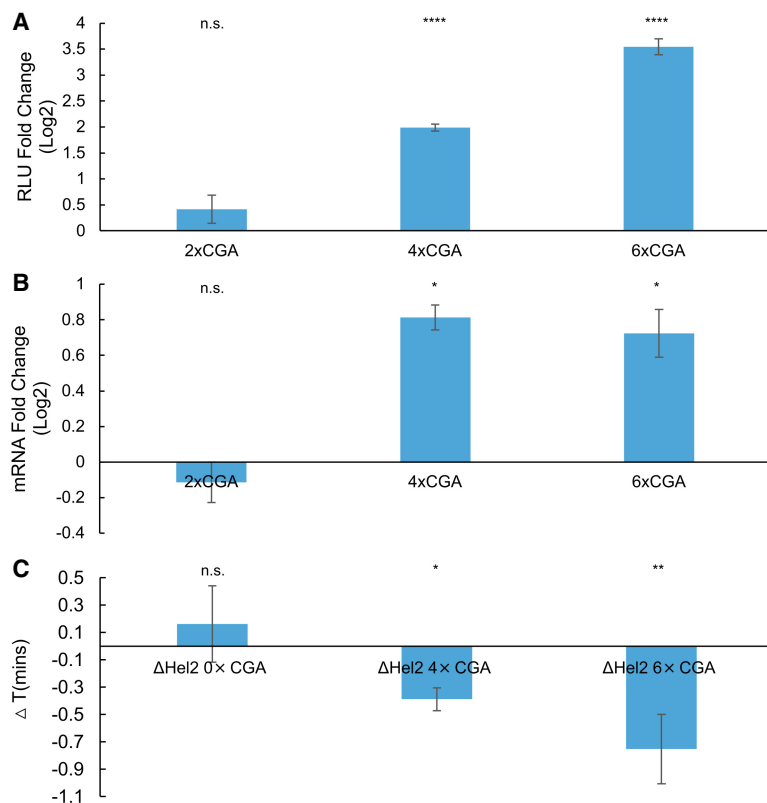 A
RLU Fold Change
(Log2)
4
3.5
3
2.5
2
1.5
1
0.5
0
n.s.
****
****
2xCGA
4xCGA
6xCGA
B
mRNA Fold Change
(Log2)
1
0.8
0.6
0.4
0.2
0
-0.2
-0.4
n.s.
*
*
2xCGA
4xCGA
6xCGA
C
△ T(mins)
0.5
0.3
0.1
-0.1
-0.3
-0.5
-0.7
-0.9
-1.1
n.s.
*
**
ΔHel2 0× CGA
ΔHel2 4× CGA
ΔHel2 6× CGA